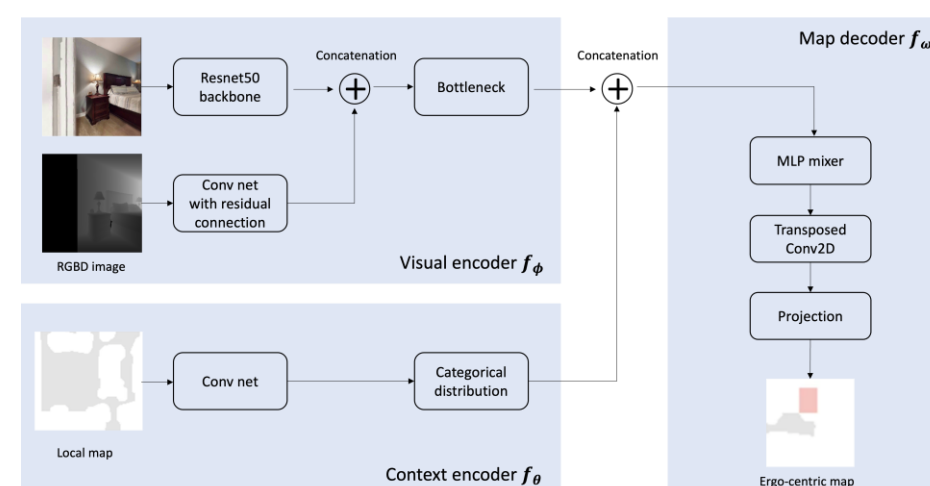 Resnet50
backbone
Concatenation
+
Bottleneck
Conv net
with residual
connection
RGBD image
Visual encoder f_ϕ
Concatenation
+
Map decoder f_ω
MLP mixer
Transposed
Conv2D
Projection
Ergo-centric map
Local map
Conv net
Categorical
distribution
Context encoder f_θ